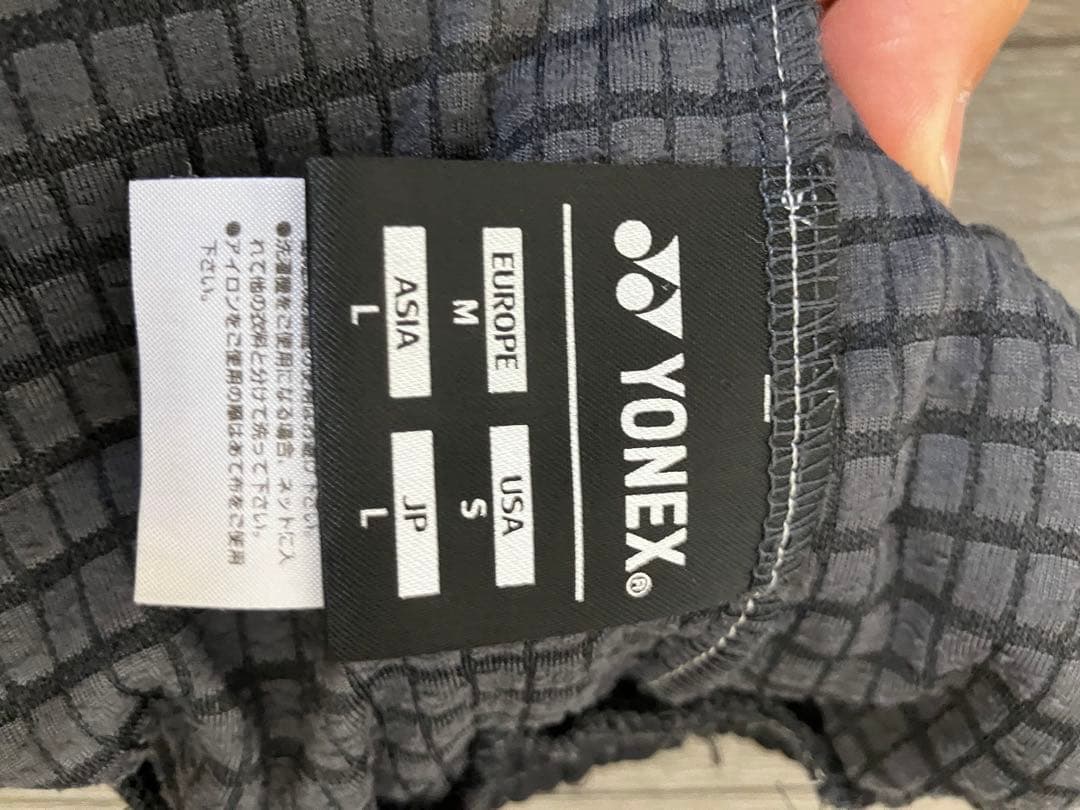 YONEX®
EUROPE
M
USA
S
ASIA
L
JP
L
●洗濯機をご使用になる場合、ネットに入
れて他の衣料と分けて洗って下さい。
●アイロンをご使用の際はあて布をご使用
下さい。